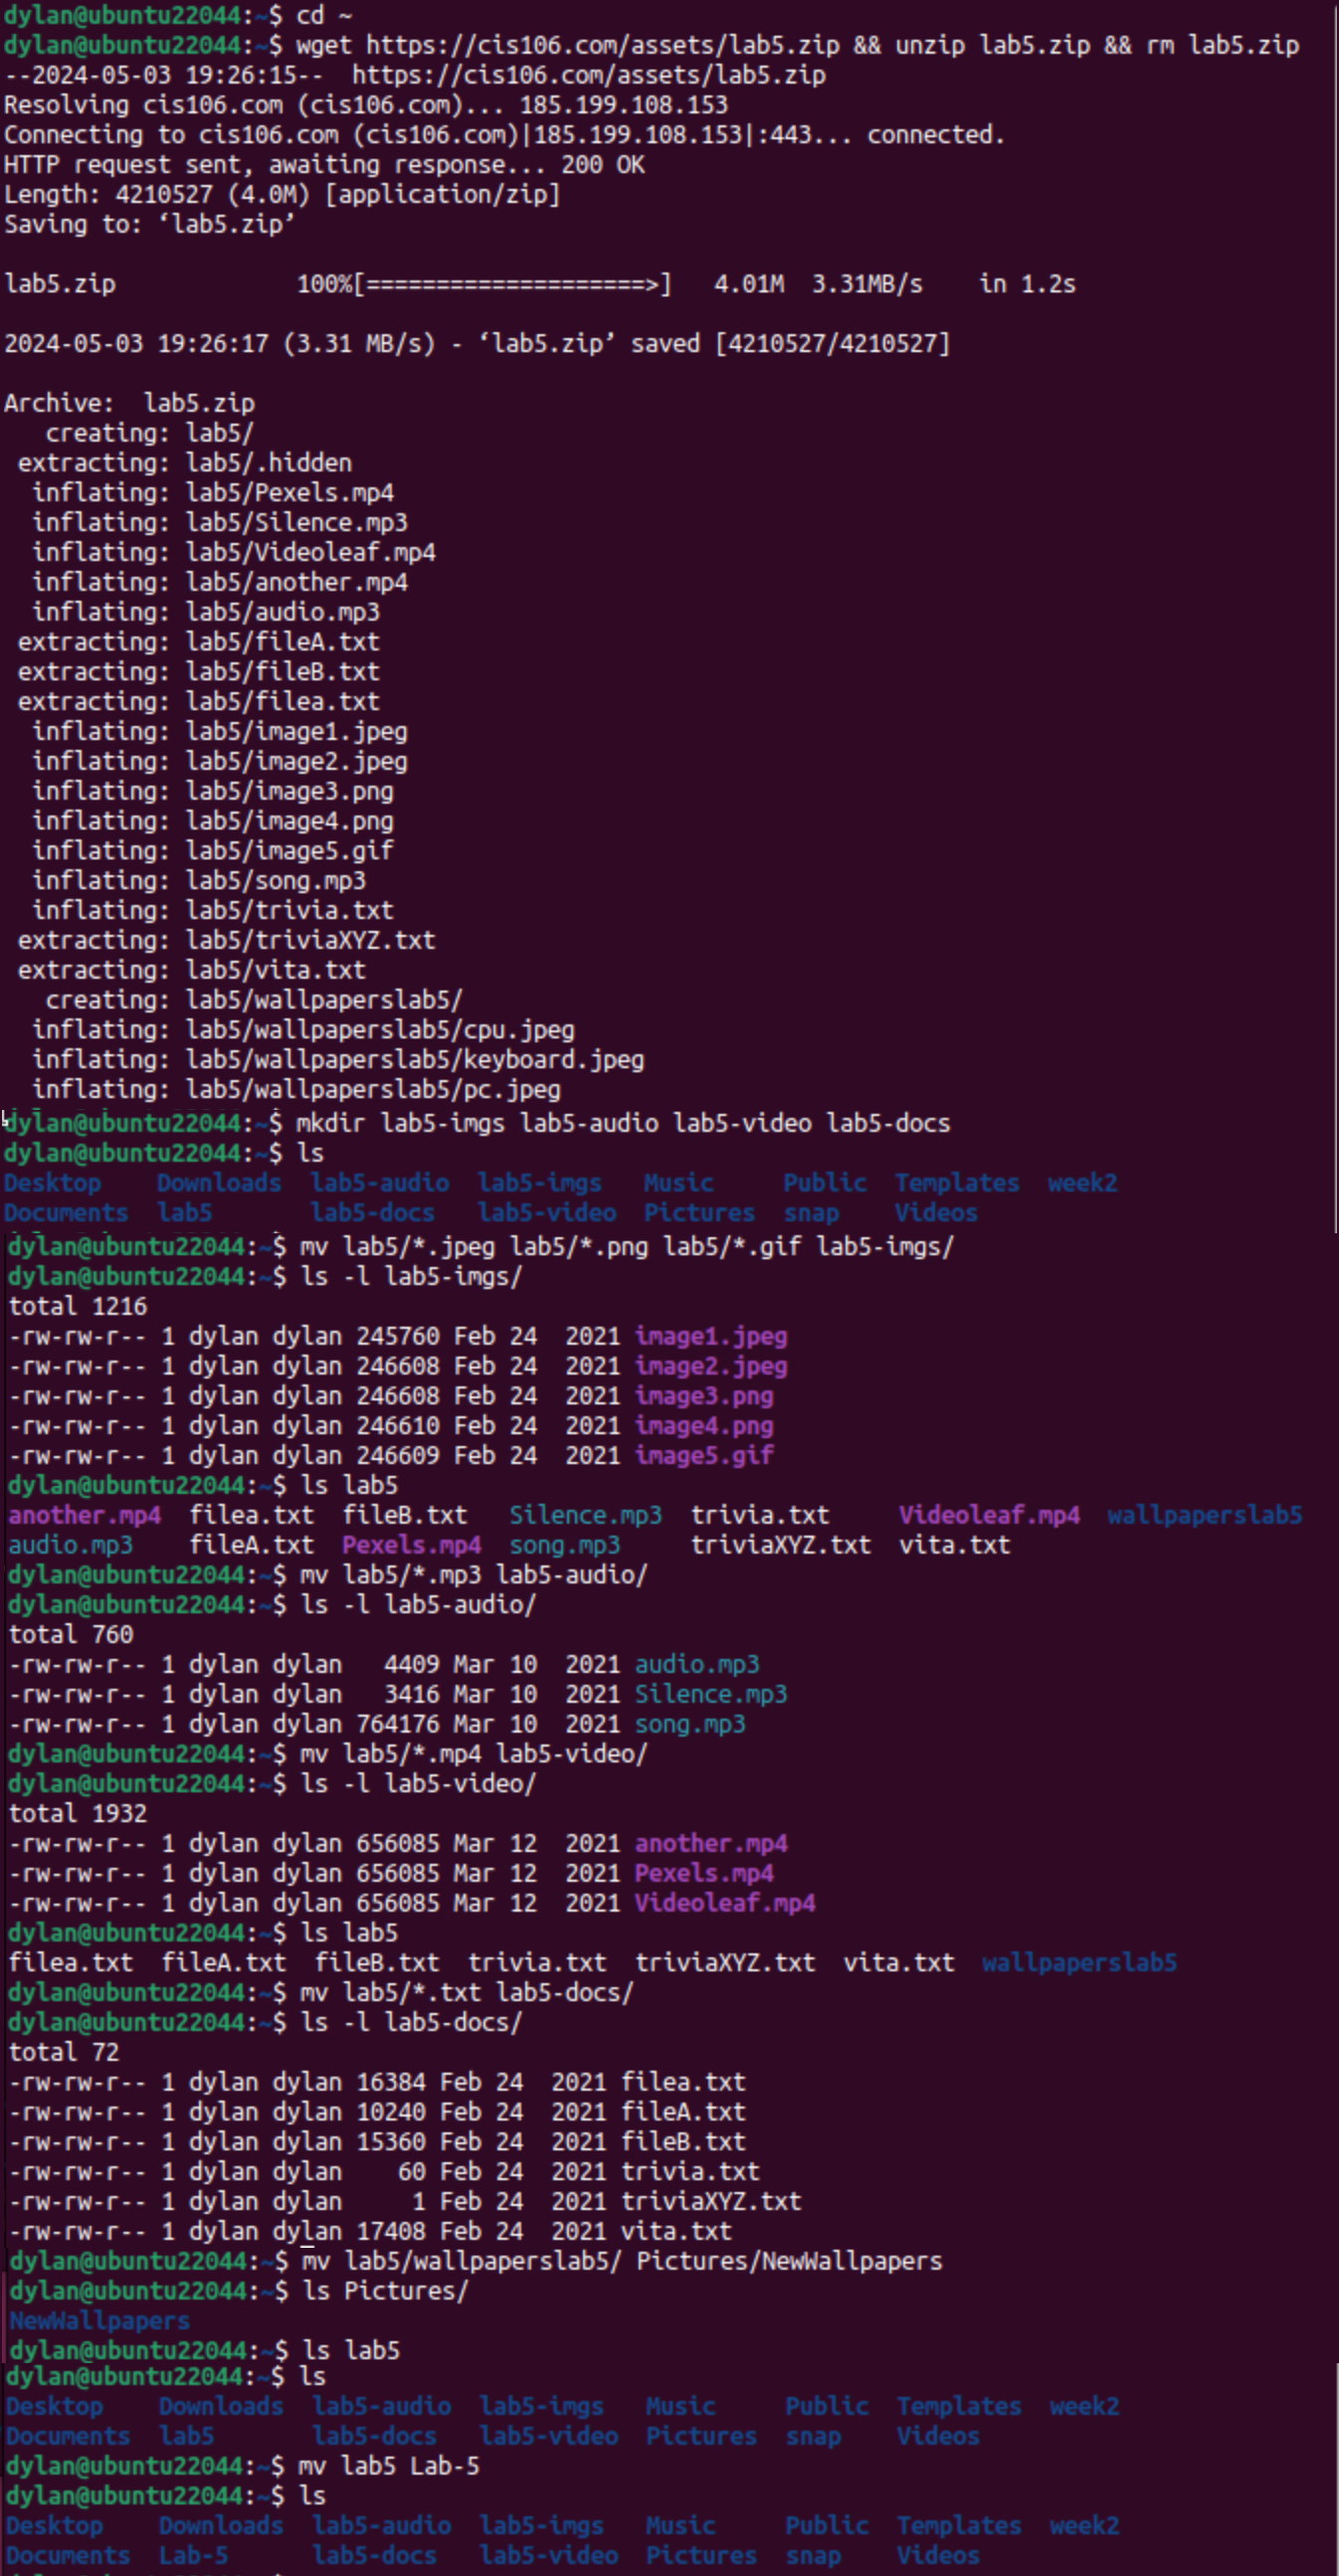 dylan@ubuntu22044:~$ cd ~
dylan@ubuntu22044:~$ wget https://cis106.com/assets/lab5.zip && unzip lab5.zip && rm lab5.zip
--2024-05-03 19:26:15--  https://cis106.com/assets/lab5.zip
Resolving cis106.com (cis106.com)... 185.199.108.153
Connecting to cis106.com (cis106.com)|185.199.108.153|:443... connected.
HTTP request sent, awaiting response... 200 OK
Length: 4210527 (4.0M) [application/zip]
Saving to: ‘lab5.zip’
lab5.zip             100%[====================>]   4.01M  3.31MB/s    in 1.2s
2024-05-03 19:26:17 (3.31 MB/s) - ‘lab5.zip’ saved [4210527/4210527]
Archive:  lab5.zip
   creating: lab5/
 extracting: lab5/.hidden
  inflating: lab5/Pexels.mp4
  inflating: lab5/Silence.mp3
  inflating: lab5/Videoleaf.mp4
  inflating: lab5/another.mp4
  inflating: lab5/audio.mp3
 extracting: lab5/fileA.txt
 extracting: lab5/fileB.txt
 extracting: lab5/filea.txt
  inflating: lab5/image1.jpeg
  inflating: lab5/image2.jpeg
  inflating: lab5/image3.png
  inflating: lab5/image4.png
  inflating: lab5/image5.gif
  inflating: lab5/song.mp3
  inflating: lab5/trivia.txt
 extracting: lab5/triviaXYZ.txt
 extracting: lab5/vita.txt
   creating: lab5/wallpaperslab5/
  inflating: lab5/wallpaperslab5/cpu.jpeg
  inflating: lab5/wallpaperslab5/keyboard.jpeg
  inflating: lab5/wallpaperslab5/pc.jpeg
dylan@ubuntu22044:~$ mkdir lab5-imgs lab5-audio lab5-video lab5-docs
dylan@ubuntu22044:~$ ls
Desktop    Downloads  lab5-audio  lab5-imgs   Music     Public  Templates  week2
Documents  lab5       lab5-docs   lab5-video  Pictures  snap    Videos
dylan@ubuntu22044:~$ mv lab5/*.jpeg lab5/*.png lab5/*.gif lab5-imgs/
dylan@ubuntu22044:~$ ls -l lab5-imgs/
total 1216
-rw-rw-r-- 1 dylan dylan 245760 Feb 24  2021 image1.jpeg
-rw-rw-r-- 1 dylan dylan 246608 Feb 24  2021 image2.jpeg
-rw-rw-r-- 1 dylan dylan 246608 Feb 24  2021 image3.png
-rw-rw-r-- 1 dylan dylan 246610 Feb 24  2021 image4.png
-rw-rw-r-- 1 dylan dylan 246609 Feb 24  2021 image5.gif
dylan@ubuntu22044:~$ ls lab5
another.mp4  filea.txt  fileB.txt   Silence.mp3  trivia.txt     Videoleaf.mp4  wallpaperslab5
audio.mp3    fileA.txt  Pexels.mp4  song.mp3     triviaXYZ.txt  vita.txt
dylan@ubuntu22044:~$ mv lab5/*.mp3 lab5-audio/
dylan@ubuntu22044:~$ ls -l lab5-audio/
total 760
-rw-rw-r-- 1 dylan dylan   4409 Mar 10  2021 audio.mp3
-rw-rw-r-- 1 dylan dylan   3416 Mar 10  2021 Silence.mp3
-rw-rw-r-- 1 dylan dylan 764176 Mar 10  2021 song.mp3
dylan@ubuntu22044:~$ mv lab5/*.mp4 lab5-video/
dylan@ubuntu22044:~$ ls -l lab5-video/
total 1932
-rw-rw-r-- 1 dylan dylan 656085 Mar 12  2021 another.mp4
-rw-rw-r-- 1 dylan dylan 656085 Mar 12  2021 Pexels.mp4
-rw-rw-r-- 1 dylan dylan 656085 Mar 12  2021 Videoleaf.mp4
dylan@ubuntu22044:~$ ls lab5
filea.txt  fileA.txt  fileB.txt  trivia.txt  triviaXYZ.txt  vita.txt  wallpaperslab5
dylan@ubuntu22044:~$ mv lab5/*.txt lab5-docs/
dylan@ubuntu22044:~$ ls -l lab5-docs/
total 72
-rw-rw-r-- 1 dylan dylan 16384 Feb 24  2021 filea.txt
-rw-rw-r-- 1 dylan dylan 10240 Feb 24  2021 fileA.txt
-rw-rw-r-- 1 dylan dylan 15360 Feb 24  2021 fileB.txt
-rw-rw-r-- 1 dylan dylan    60 Feb 24  2021 trivia.txt
-rw-rw-r-- 1 dylan dylan     1 Feb 24  2021 triviaXYZ.txt
-rw-rw-r-- 1 dylan dylan 17408 Feb 24  2021 vita.txt
dylan@ubuntu22044:~$ mv lab5/wallpaperslab5/ Pictures/NewWallpapers
dylan@ubuntu22044:~$ ls Pictures/
NewWallpapers
dylan@ubuntu22044:~$ ls lab5
dylan@ubuntu22044:~$ ls
Desktop    Downloads  lab5-audio  lab5-imgs   Music     Public  Templates  week2
Documents  lab5       lab5-docs   lab5-video  Pictures  snap    Videos
dylan@ubuntu22044:~$ mv lab5 Lab-5
dylan@ubuntu22044:~$ ls
Desktop    Downloads  lab5-audio  lab5-imgs   Music     Public  Templates  week2
Documents  Lab-5      lab5-docs   lab5-video  Pictures  snap    Videos